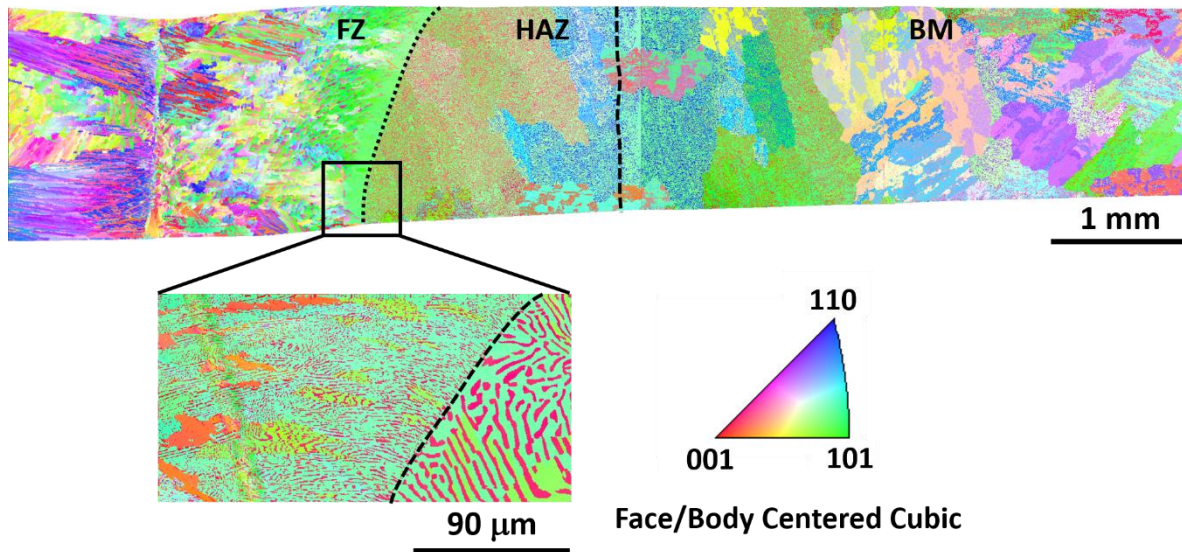 FZ
HAZ
BM
1 mm
110
001
101
90 μm
Face/Body Centered Cubic